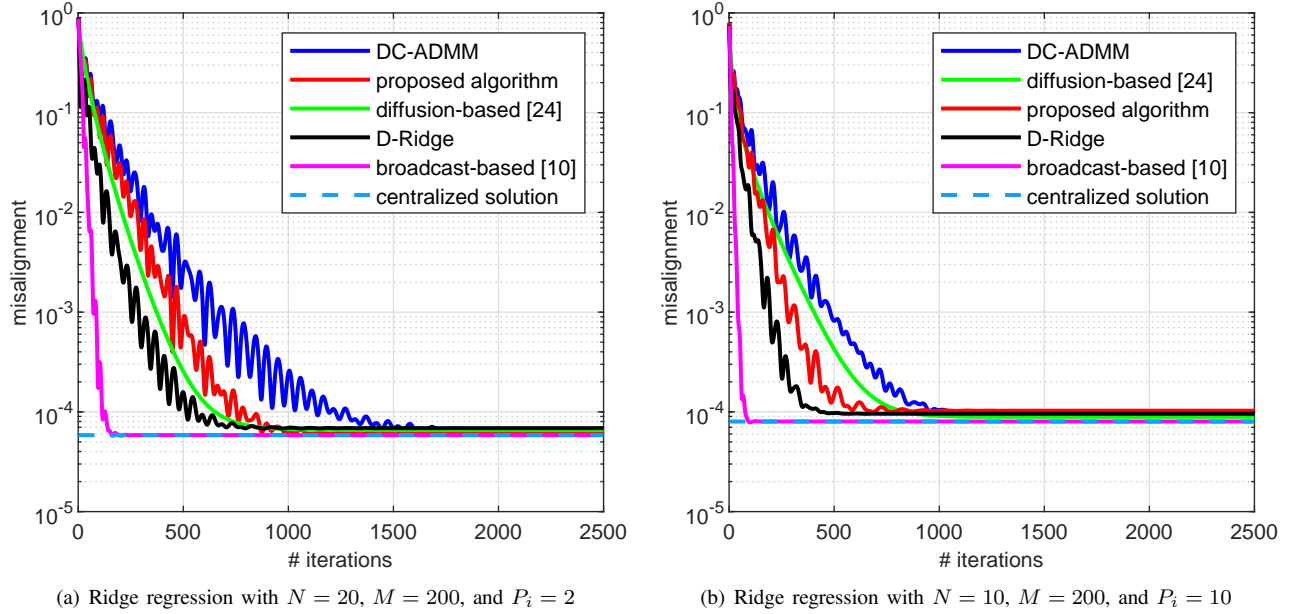 10^0
10^-1
10^-2
10^-3
10^-4
10^-5
misalignment
0 500 1000 1500 2000 2500
# iterations
DC-ADMM
proposed algorithm
diffusion-based [24]
D-Ridge
broadcast-based [10]
centralized solution
(a) Ridge regression with N = 20, M = 200, and P_i = 2
10^0
10^-1
10^-2
10^-3
10^-4
10^-5
misalignment
0 500 1000 1500 2000 2500
# iterations
DC-ADMM
diffusion-based [24]
proposed algorithm
D-Ridge
broadcast-based [10]
centralized solution
(b) Ridge regression with N = 10, M = 200, and P_i = 10